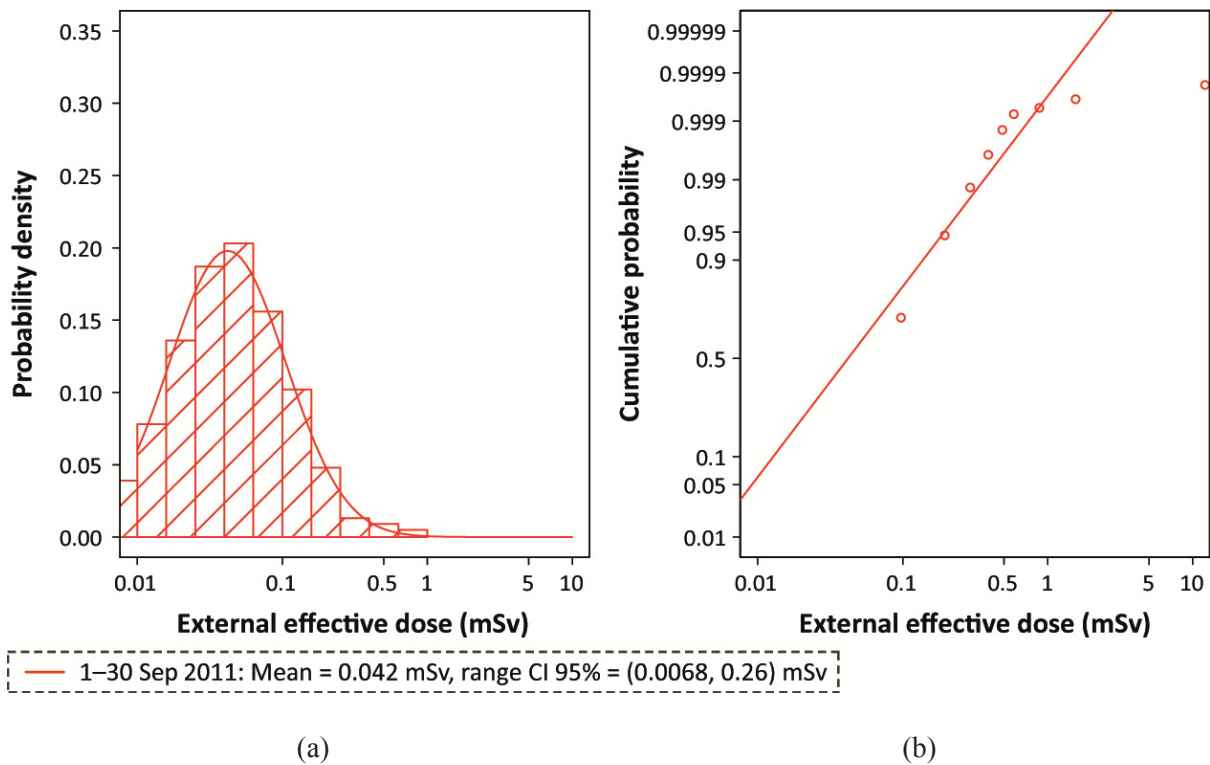 0.35
0.30
0.25
0.20
0.15
0.10
0.05
0.00
Probability density
0.01 0.1 0.5 1 5 10
External effective dose (mSv)
0.99999
0.9999
0.999
0.99
0.95
0.9
0.5
0.1
0.05
0.01
Cumulative probability
0.01 0.1 0.5 1 5 10
External effective dose (mSv)
1–30 Sep 2011: Mean = 0.042 mSv, range CI 95% = (0.0068, 0.26) mSv
(a)
(b)